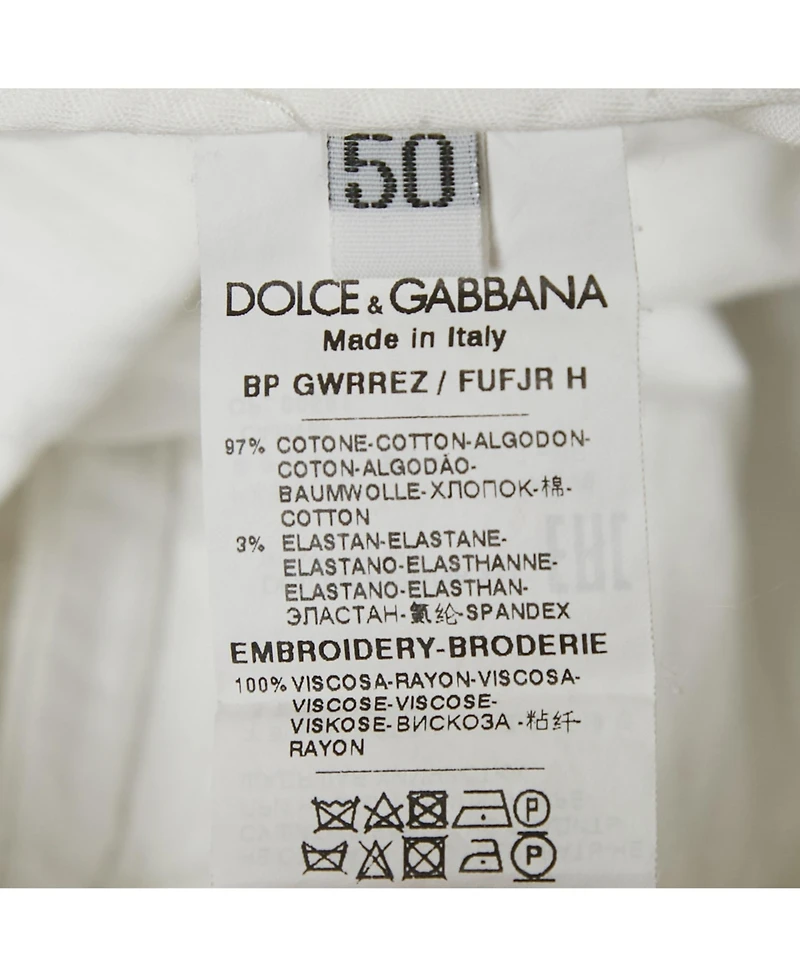 50
DOLCE & GABBANA
Made in Italy
BP GWRREZ / FUFJR H
97% COTONE-COTTON-ALGODON-
COTON-ALGODÃO-
BAUMWOLLE-ХЛОПОК-棉-
COTTON
3% ELASTAN-ELASTANE-
ELASTANO-ELASTHANNE-
ELASTANO-ELASTHAN-
ЭЛАСТАН-氨纶-SPANDEX
EMBROIDERY-BRODERIE
100% VISCOSA-RAYON-VISCOSA-
VISCOSE-VISCOSE-
VISKOSE-ВИСКОЗА -粘纤-
RAYON
P
P